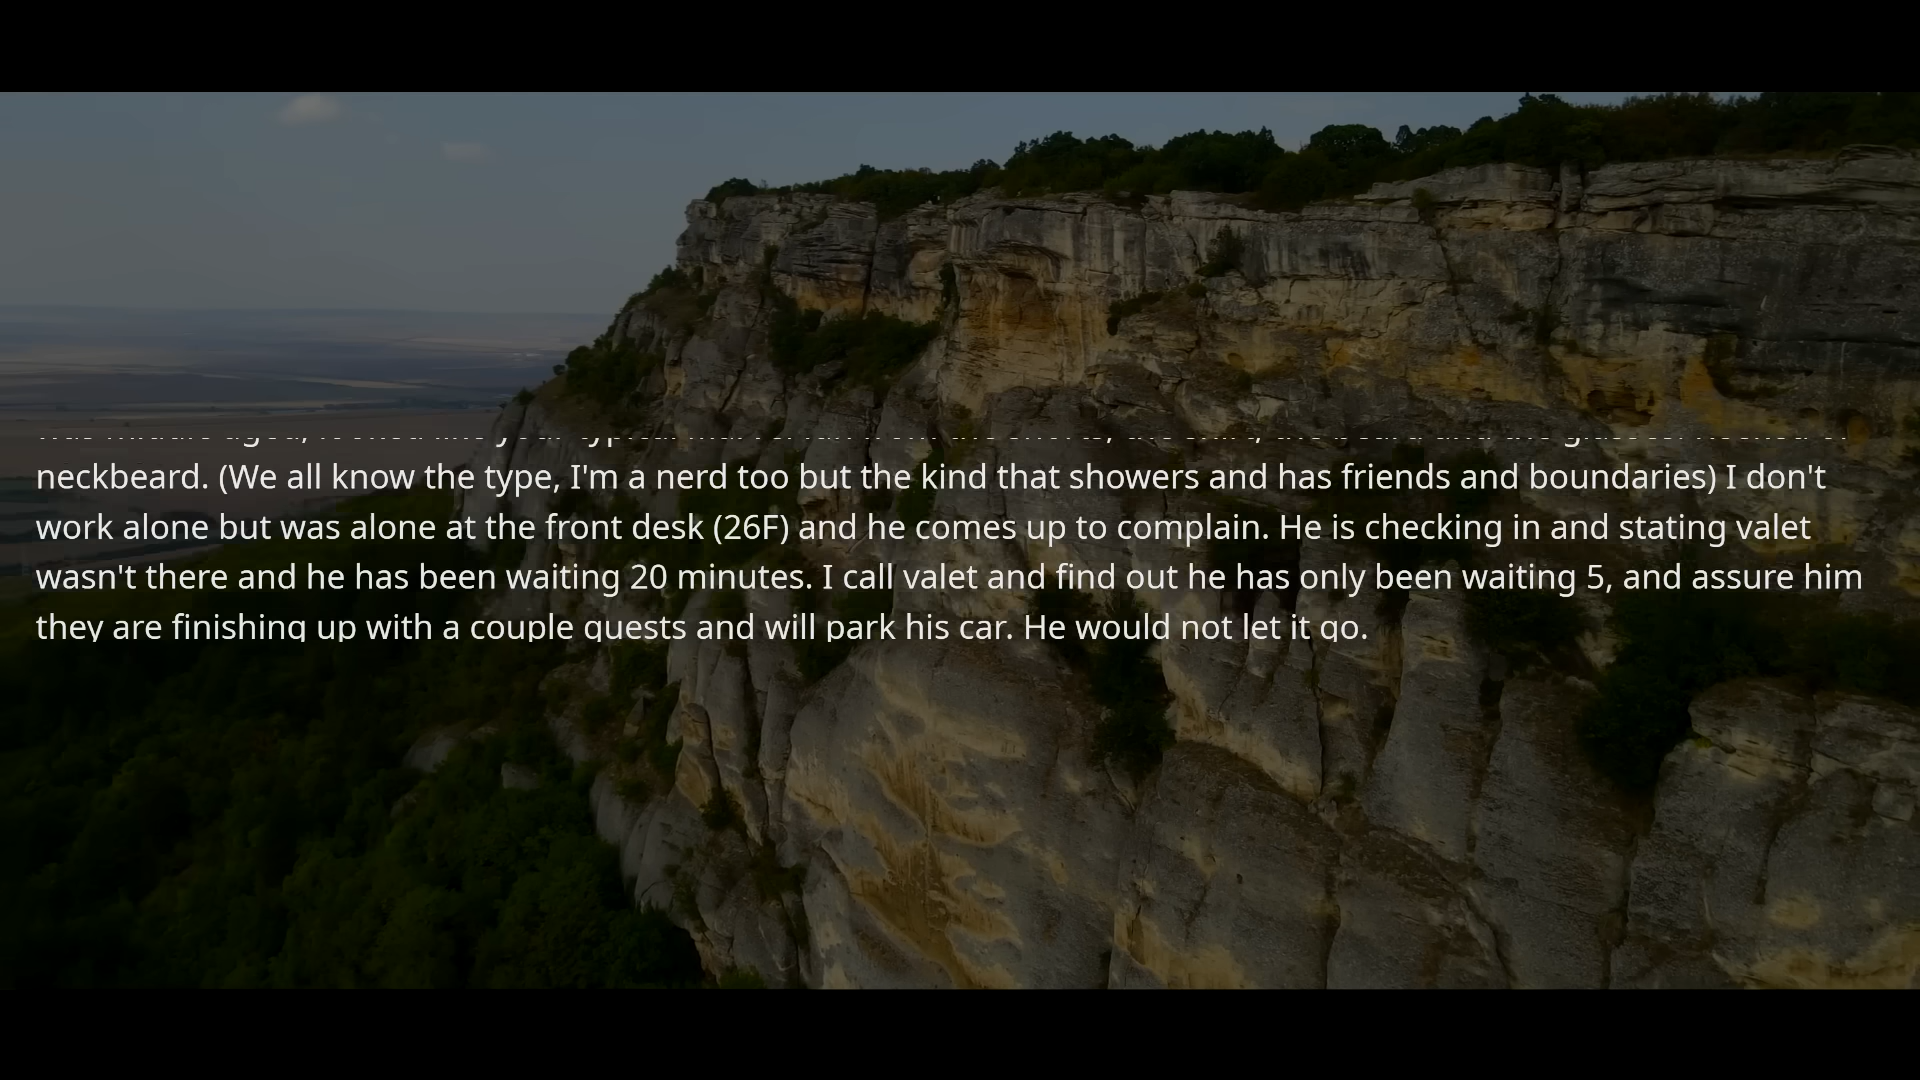 neckbeard. (We all know the type, I'm a nerd too but the kind that showers and has friends and boundaries) I don't
work alone but was alone at the front desk (26F) and he comes up to complain. He is checking in and stating valet
wasn't there and he has been waiting 20 minutes. I call valet and find out he has only been waiting 5, and assure him
they are finishing up with a couple guests and will park his car. He would not let it go.